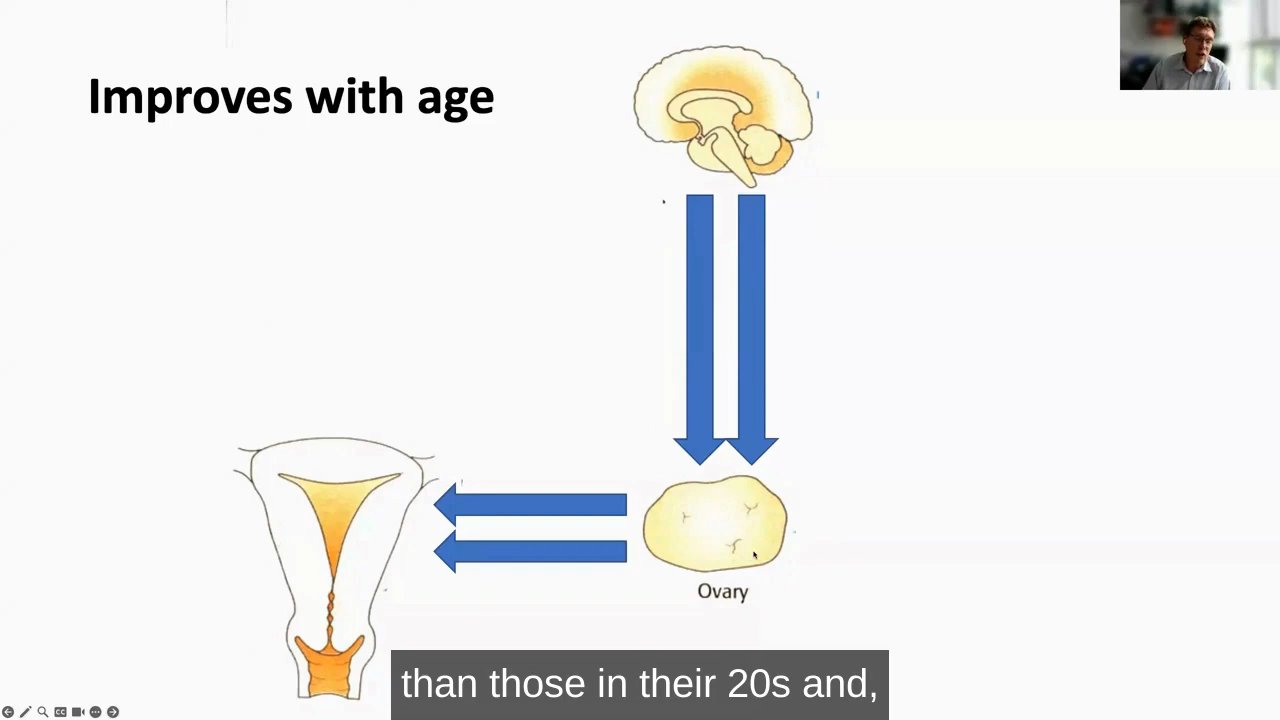 Improves with age
Ovary
than those in their 20s and,